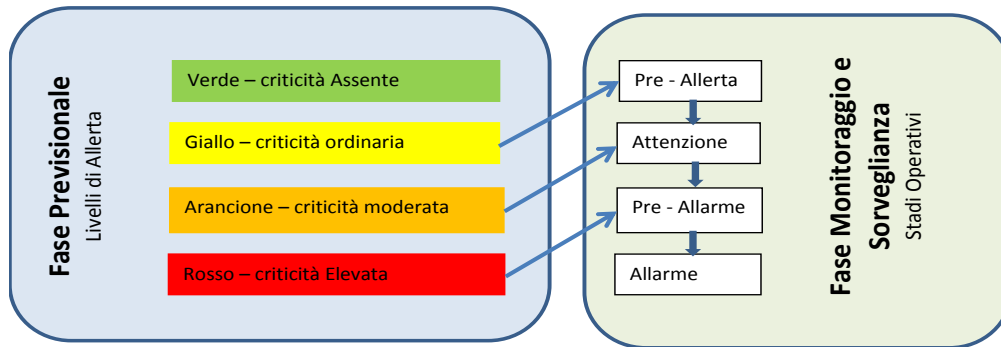 Fase Previsionale
Livelli di Allerta
Verde – criticità Assente
Giallo – criticità ordinaria
Arancione – criticità moderata
Rosso – criticità Elevata
Pre - Allerta
Attenzione
Pre - Allarme
Allarme
Fase Monitoraggio e
Sorveglianza
Stadi Operativi